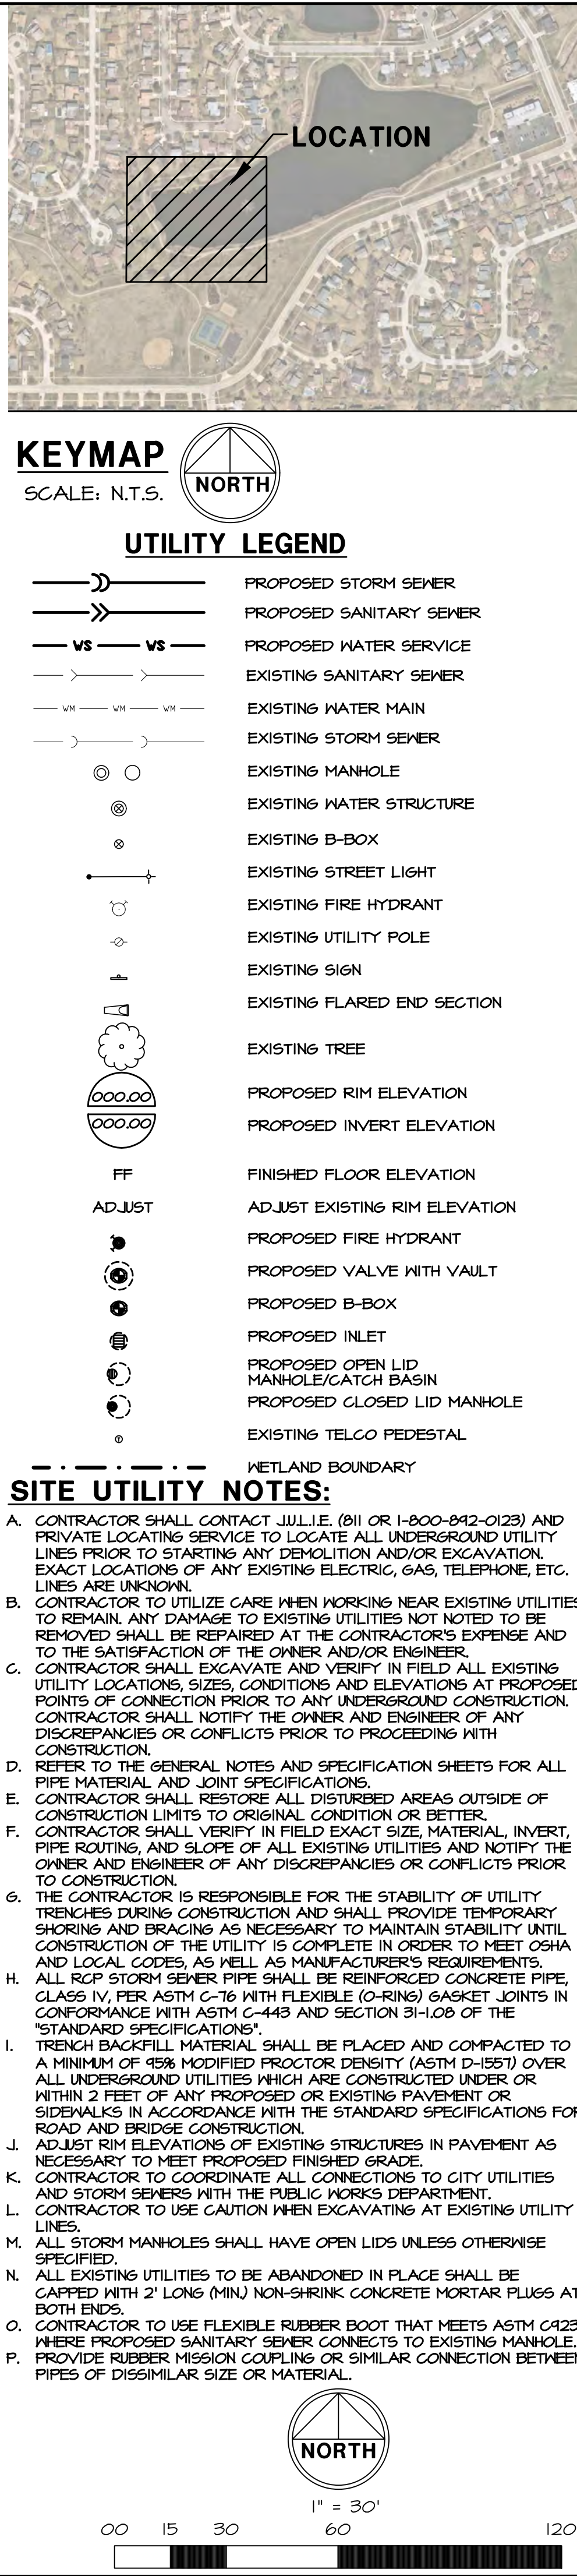 LOCATION
KEYMAP
SCALE: N.T.S.
NORTH
UTILITY LEGEND
PROPOSED STORM SEWER
PROPOSED SANITARY SEWER
WS WS PROPOSED WATER SERVICE
EXISTING SANITARY SEWER
WM WM WM EXISTING WATER MAIN
EXISTING STORM SEWER
EXISTING MANHOLE
EXISTING WATER STRUCTURE
EXISTING B-BOX
EXISTING STREET LIGHT
EXISTING FIRE HYDRANT
EXISTING UTILITY POLE
EXISTING SIGN
EXISTING FLARED END SECTION
EXISTING TREE
000.00 PROPOSED RIM ELEVATION
000.00 PROPOSED INVERT ELEVATION
FF FINISHED FLOOR ELEVATION
ADJUST ADJUST EXISTING RIM ELEVATION
PROPOSED FIRE HYDRANT
PROPOSED VALVE WITH VAULT
PROPOSED B-BOX
PROPOSED INLET
PROPOSED OPEN LID
MANHOLE/CATCH BASIN
PROPOSED CLOSED LID MANHOLE
T EXISTING TELCO PEDESTAL
WETLAND BOUNDARY
SITE UTILITY NOTES:
A. CONTRACTOR SHALL CONTACT J.U.L.I.E. (811 OR 1-800-892-0123) AND
PRIVATE LOCATING SERVICE TO LOCATE ALL UNDERGROUND UTILITY
LINES PRIOR TO STARTING ANY DEMOLITION AND/OR EXCAVATION.
EXACT LOCATIONS OF ANY EXISTING ELECTRIC, GAS, TELEPHONE, ETC.
LINES ARE UNKNOWN.
B. CONTRACTOR TO UTILIZE CARE WHEN WORKING NEAR EXISTING UTILITIES
TO REMAIN. ANY DAMAGE TO EXISTING UTILITIES NOT NOTED TO BE
REMOVED SHALL BE REPAIRED AT THE CONTRACTOR'S EXPENSE AND
TO THE SATISFACTION OF THE OWNER AND/OR ENGINEER.
C. CONTRACTOR SHALL EXCAVATE AND VERIFY IN FIELD ALL EXISTING
UTILITY LOCATIONS, SIZES, CONDITIONS AND ELEVATIONS AT PROPOSED
POINTS OF CONNECTION PRIOR TO ANY UNDERGROUND CONSTRUCTION.
CONTRACTOR SHALL NOTIFY THE OWNER AND ENGINEER OF ANY
DISCREPANCIES OR CONFLICTS PRIOR TO PROCEEDING WITH
CONSTRUCTION.
D. REFER TO THE GENERAL NOTES AND SPECIFICATION SHEETS FOR ALL
PIPE MATERIAL AND JOINT SPECIFICATIONS.
E. CONTRACTOR SHALL RESTORE ALL DISTURBED AREAS OUTSIDE OF
CONSTRUCTION LIMITS TO ORIGINAL CONDITION OR BETTER.
F. CONTRACTOR SHALL VERIFY IN FIELD EXACT SIZE, MATERIAL, INVERT,
PIPE ROUTING, AND SLOPE OF ALL EXISTING UTILITIES AND NOTIFY THE
OWNER AND ENGINEER OF ANY DISCREPANCIES OR CONFLICTS PRIOR
TO CONSTRUCTION.
G. THE CONTRACTOR IS RESPONSIBLE FOR THE STABILITY OF UTILITY
TRENCHES DURING CONSTRUCTION AND SHALL PROVIDE TEMPORARY
SHORING AND BRACING AS NECESSARY TO MAINTAIN STABILITY UNTIL
CONSTRUCTION OF THE UTILITY IS COMPLETE IN ORDER TO MEET OSHA
AND LOCAL CODES, AS WELL AS MANUFACTURER'S REQUIREMENTS.
H. ALL RCP STORM SEWER PIPE SHALL BE REINFORCED CONCRETE PIPE,
CLASS IV, PER ASTM C-76 WITH FLEXIBLE (O-RING) GASKET JOINTS IN
CONFORMANCE WITH ASTM C-443 AND SECTION 31-1.08 OF THE
"STANDARD SPECIFICATIONS".
I. TRENCH BACKFILL MATERIAL SHALL BE PLACED AND COMPACTED TO
A MINIMUM OF 95% MODIFIED PROCTOR DENSITY (ASTM D-1557) OVER
ALL UNDERGROUND UTILITIES WHICH ARE CONSTRUCTED UNDER OR
WITHIN 2 FEET OF ANY PROPOSED OR EXISTING PAVEMENT OR
SIDEWALKS IN ACCORDANCE WITH THE STANDARD SPECIFICATIONS FOR
ROAD AND BRIDGE CONSTRUCTION.
J. ADJUST RIM ELEVATIONS OF EXISTING STRUCTURES IN PAVEMENT AS
NECESSARY TO MEET PROPOSED FINISHED GRADE.
K. CONTRACTOR TO COORDINATE ALL CONNECTIONS TO CITY UTILITIES
AND STORM SEWERS WITH THE PUBLIC WORKS DEPARTMENT.
L. CONTRACTOR TO USE CAUTION WHEN EXCAVATING AT EXISTING UTILITY
LINES.
M. ALL STORM MANHOLES SHALL HAVE OPEN LIDS UNLESS OTHERWISE
SPECIFIED.
N. ALL EXISTING UTILITIES TO BE ABANDONED IN PLACE SHALL BE
CAPPED WITH 2' LONG (MIN.) NON-SHRINK CONCRETE MORTAR PLUGS AT
BOTH ENDS.
O. CONTRACTOR TO USE FLEXIBLE RUBBER BOOT THAT MEETS ASTM C923
WHERE PROPOSED SANITARY SEWER CONNECTS TO EXISTING MANHOLE.
P. PROVIDE RUBBER MISSION COUPLING OR SIMILAR CONNECTION BETWEEN
PIPES OF DISSIMILAR SIZE OR MATERIAL.
NORTH
1" = 30'
00 15 30 60 120